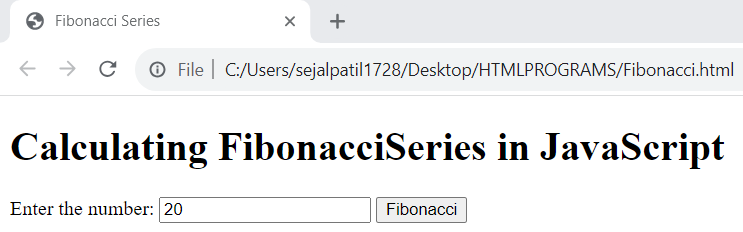 Fibonacci Series
File | C:/Users/sejalpatil1728/Desktop/HTMLPROGRAMS/Fibonacci.html
Calculating FibonacciSeries in JavaScript
Enter the number: 20 Fibonacci